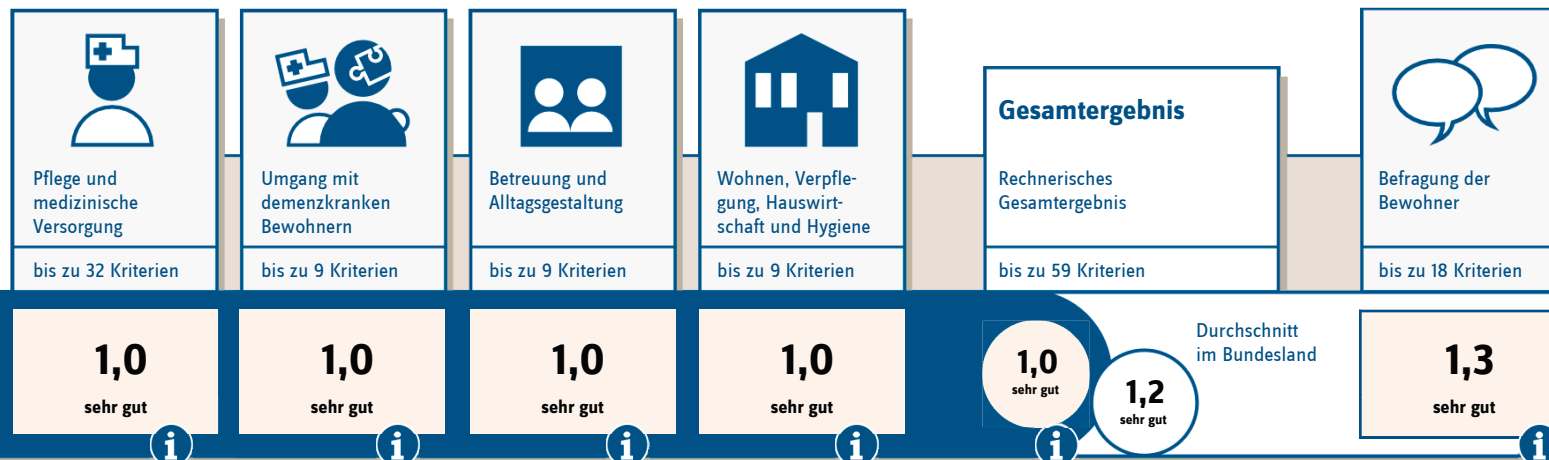 Pflege und
medizinische
Versorgung
bis zu 32 Kriterien
1,0
sehr gut
i
Umgang mit
demenzkranken
Bewohnern
bis zu 9 Kriterien
1,0
sehr gut
i
Betreuung und
Alltagsgestaltung
bis zu 9 Kriterien
1,0
sehr gut
i
Wohnen, Verpfle-
gung, Hauswirt-
schaft und Hygiene
bis zu 9 Kriterien
1,0
sehr gut
i
Gesamtergebnis
Rechnerisches
Gesamtergebnis
bis zu 59 Kriterien
1,0
sehr gut
i
Durchschnitt
im Bundesland
1,2
sehr gut
Befragung der
Bewohner
bis zu 18 Kriterien
1,3
sehr gut
i